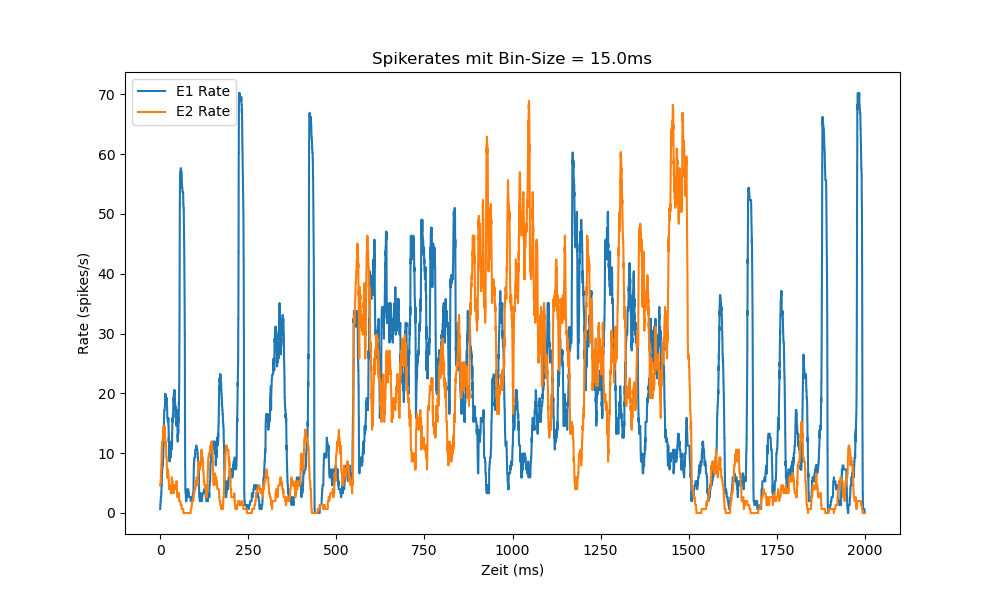 Spikerates mit Bin-Size = 15.0ms
E1 Rate
E2 Rate
Rate (spikes/s)
70
60
50
40
30
20
10
0
0 250 500 750 1000 1250 1500 1750 2000
Zeit (ms)